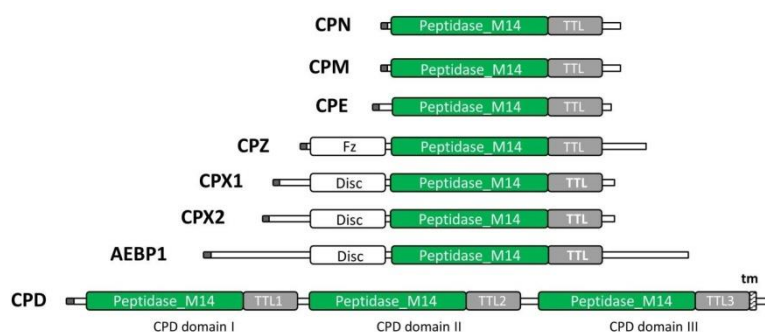 CPN Peptidase_M14 TTL
CPM Peptidase_M14 TTL
CPE Peptidase_M14 TTL
CPZ Fz Peptidase_M14 TTL
CPX1 Disc Peptidase_M14 TTL
CPX2 Disc Peptidase_M14 TTL
AEBP1 Disc Peptidase_M14 TTL
tm
CPD Peptidase_M14 TTL1 Peptidase_M14 TTL2 Peptidase_M14 TTL3
CPD domain I CPD domain II CPD domain III